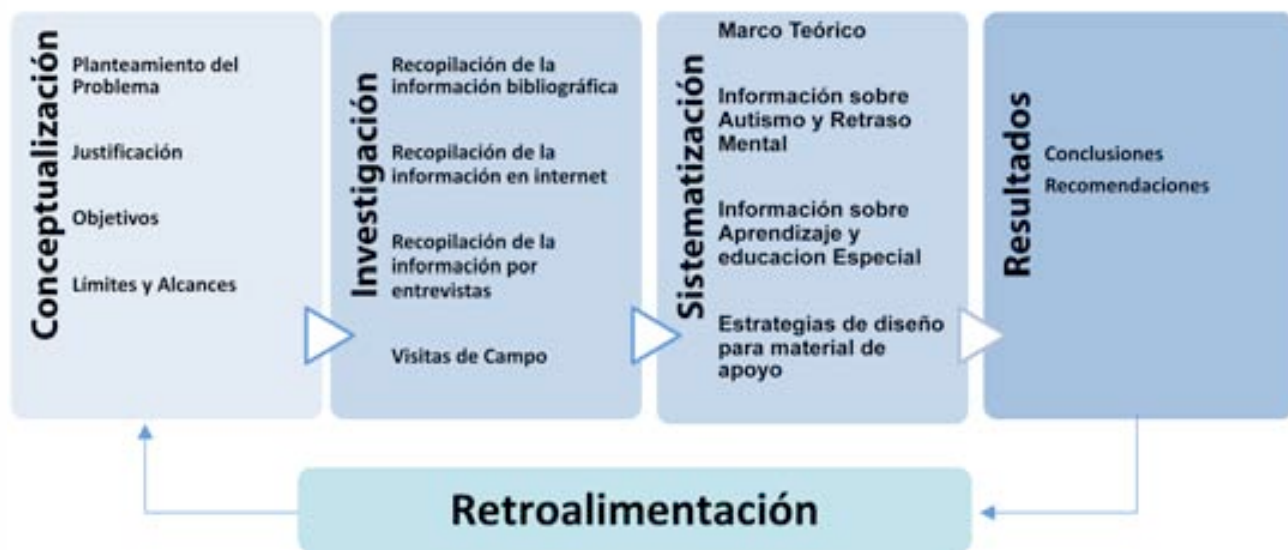 Conceptualización
Planteamiento del
Problema
Justificación
Objetivos
Límites y Alcances
Investigación
Recopilación de la
información bibliográfica
Recopilación de la
información en internet
Recopilación de la
información por
entrevistas
Visitas de Campo
Sistematización
Marco Teórico
Información sobre
Autismo y Retraso
Mental
Información sobre
Aprendizaje y
educacion Especial
Estrategias de diseño
para material de
apoyo
Resultados
Conclusiones
Recomendaciones
Retroalimentación